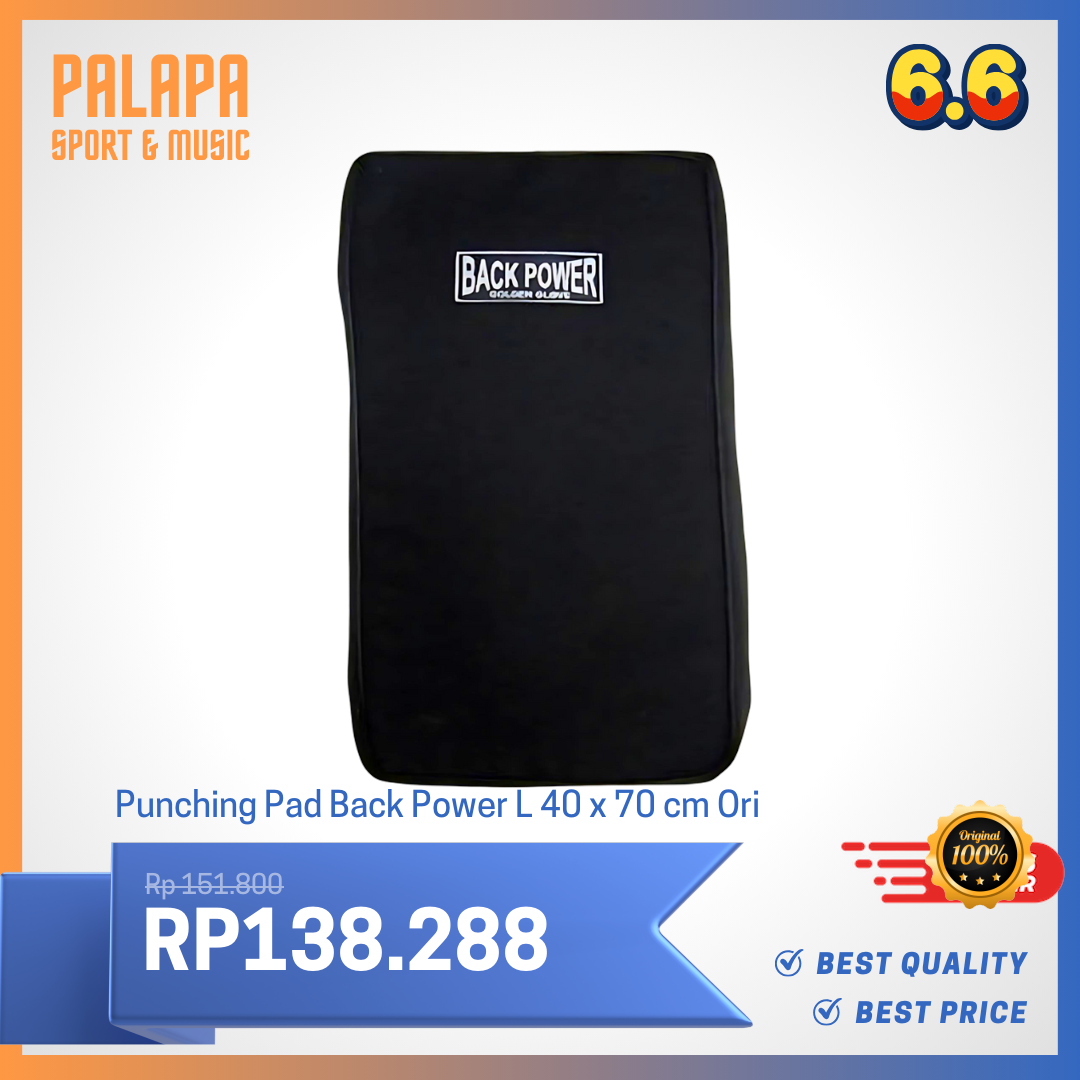 PALAPA
SPORT & MUSIC
6.6
BACK POWER
GOLDEN GLOVE
Punching Pad Back Power L 40 x 70 cm Ori
Rp 151.800
RP138.288
Original
100%
BEST QUALITY
BEST PRICE